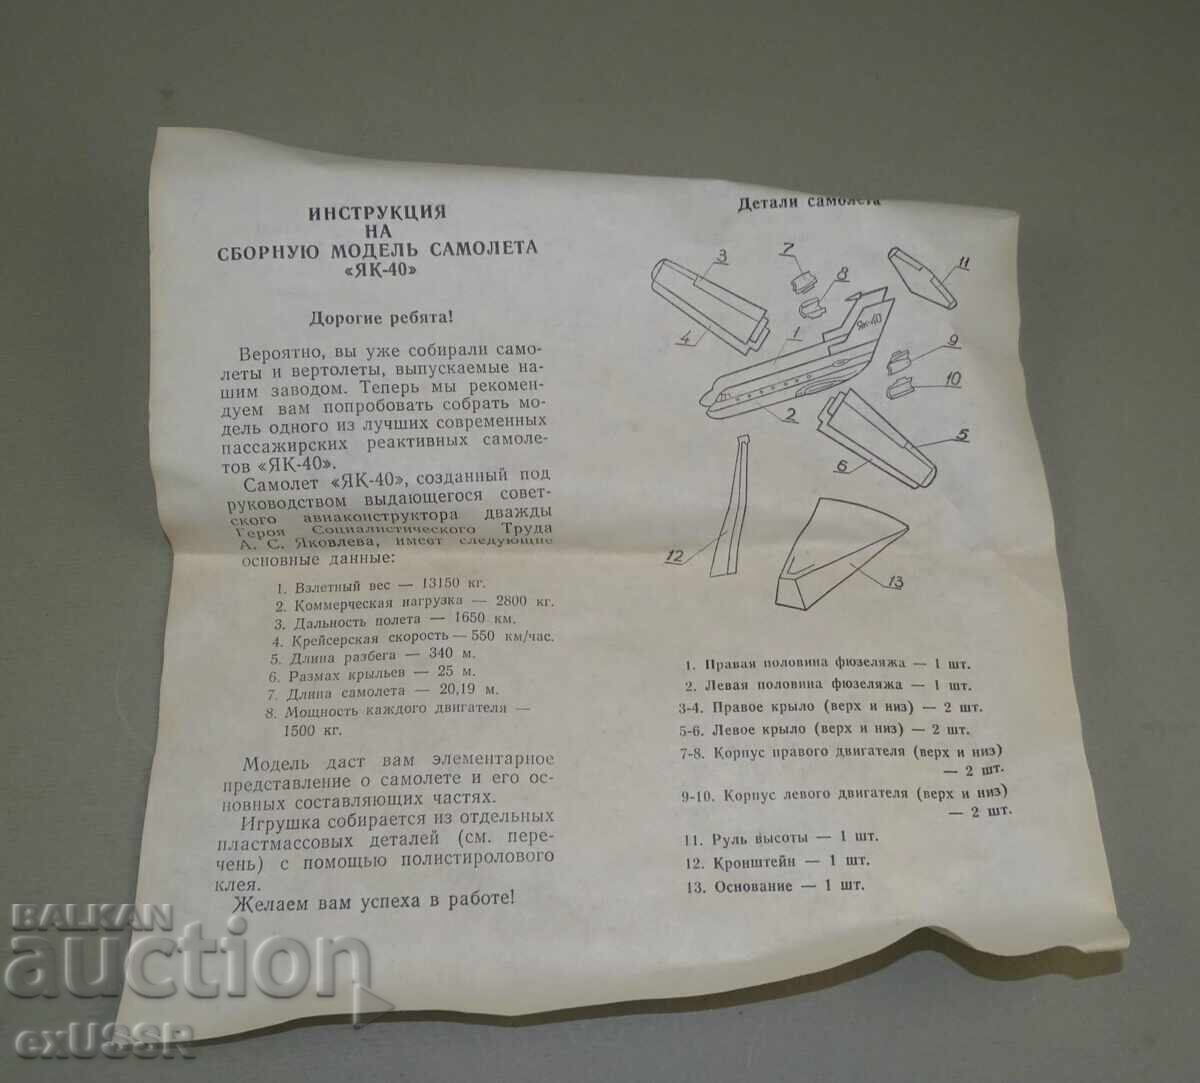 ИНСТРУКЦИЯ
НА
СБОРНУЮ МОДЕЛЬ САМОЛЕТА
«ЯК-40»
Дорогие ребята!
Вероятно, вы уже собирали само-
леты и вертолеты, выпускаемые на-
шим заводом. Теперь мы рекомен-
дуем вам попробовать собрать мо-
дель одного из лучших современных
пассажирских реактивных самоле-
тов «ЯК-40».
Самолет «ЯК-40», созданный под
руководством выдающегося совет-
ского авиаконструктора дважды
Героя Социалистического Труда
А. С. Яковлева, имеет следующие
основные данные:
1. Взлетный вес — 13150 кг.
2. Коммерческая нагрузка — 2800 кг.
3. Дальность полета — 1650 км.
4. Крейсерская скорость — 550 км/час.
5. Длина разбега — 340 м.
6. Размах крыльев — 25 м.
7. Длина самолета — 20,19 м.
8. Мощность каждого двигателя —
1500 кг.
Модель даст вам элементарное
представление о самолете и его ос-
новных составляющих частях.
Игрушка собирается из отдельных
пластмассовых деталей (см. пере-
чень) с помощью полистиролового
клея.
Желаем вам успеха в работе!
Детали самолета
3
7
8
11
4
1
Як-40
9
10
2
5
6
12
13
1. Правая половина фюзеляжа — 1 шт.
2. Левая половина фюзеляжа — 1 шт.
3-4. Правое крыло (верх и низ) — 2 шт.
5-6. Левое крыло (верх и низ) — 2 шт.
7-8. Корпус правого двигателя (верх и низ)
— 2 шт.
9-10. Корпус левого двигателя (верх и низ)
— 2 шт.
11. Руль высоты — 1 шт.
12. Кронштейн — 1 шт.
13. Основание — 1 шт.
BALKAN
auction
exUSSR